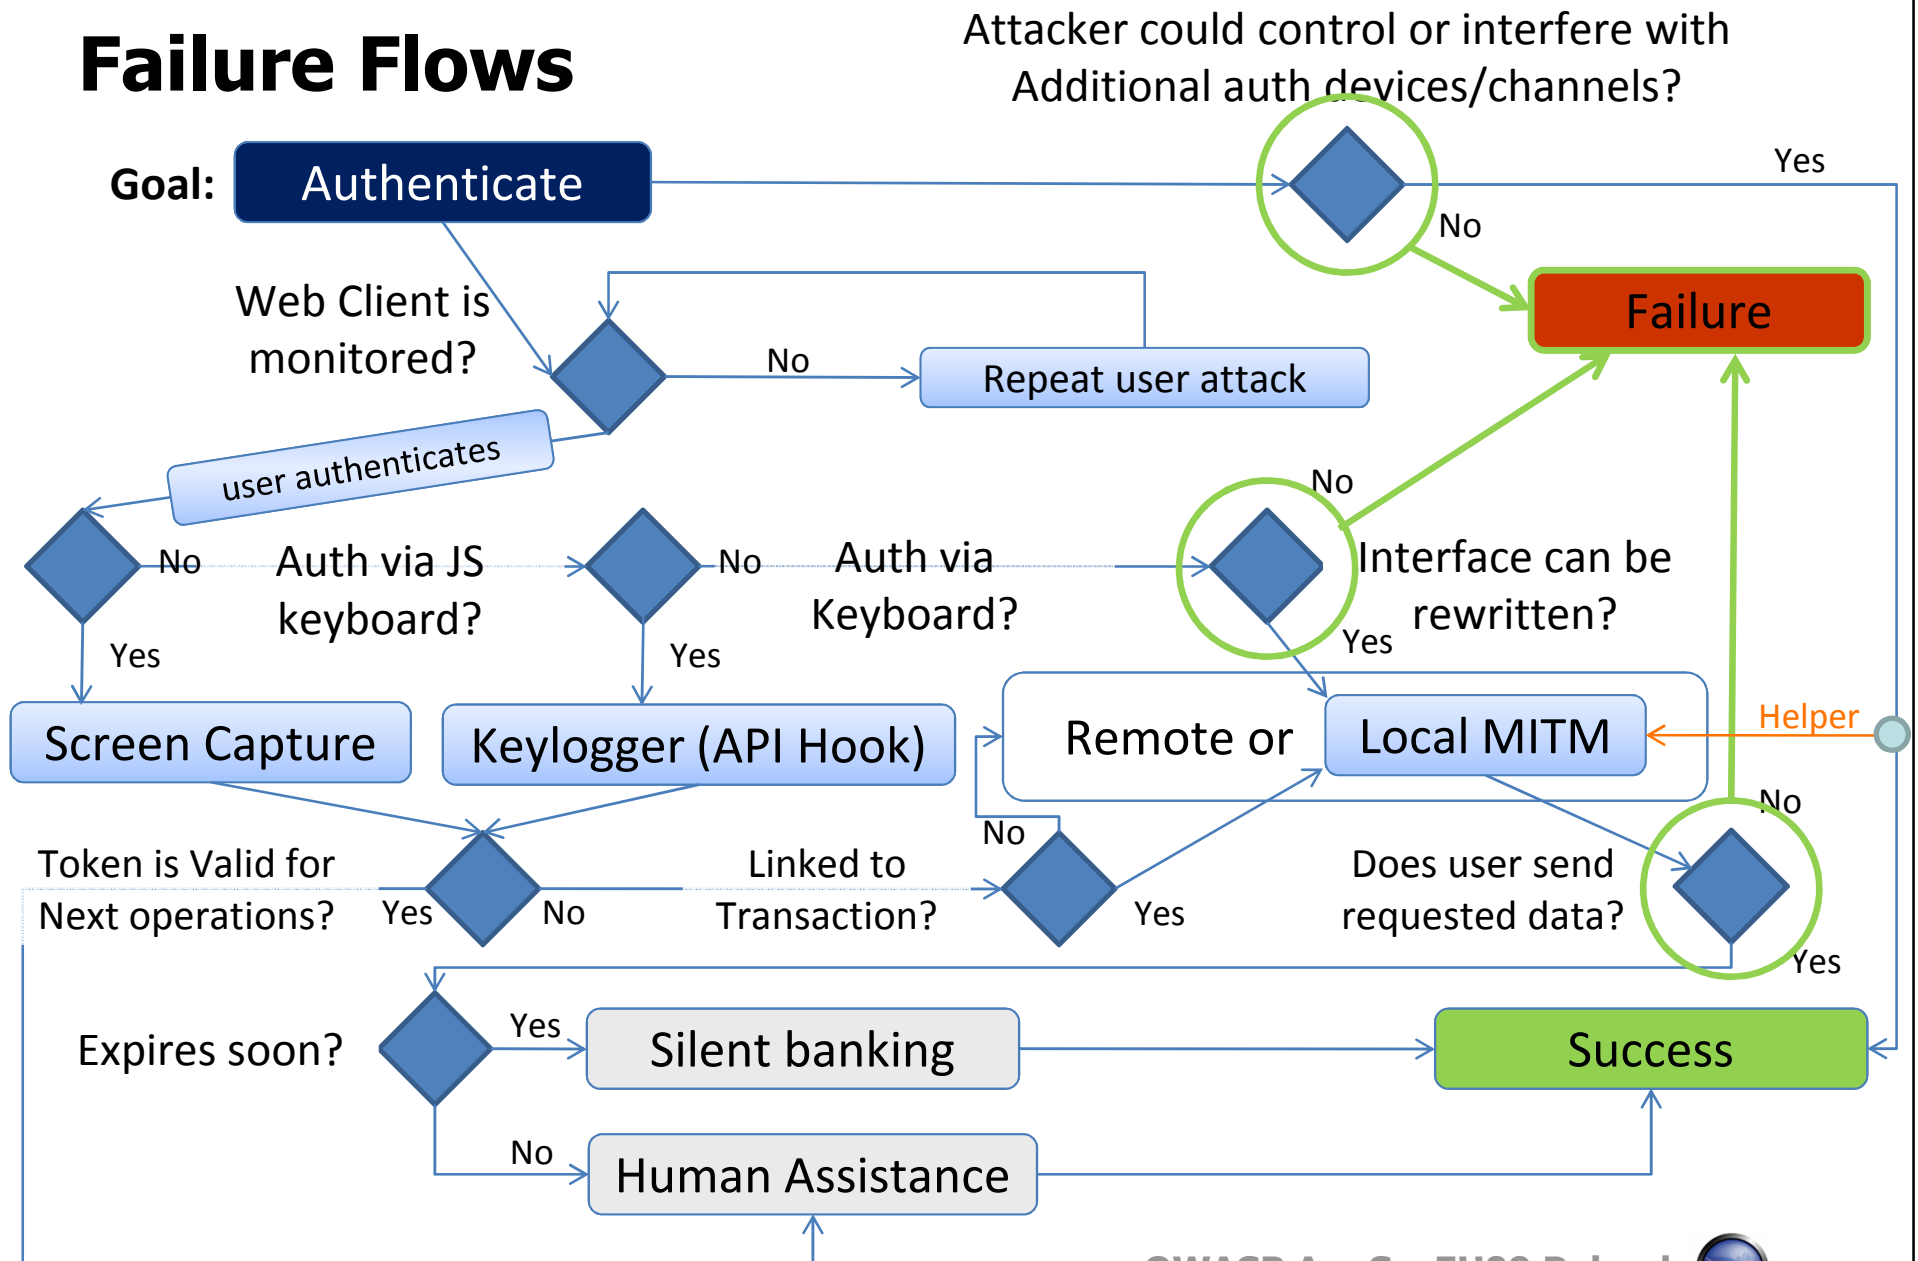 Failure Flows
Attacker could control or interfere with
Additional auth devices/channels?
Goal:
Authenticate
Yes
No
Failure
Web Client is
monitored?
No
Repeat user attack
user authenticates
No
Auth via JS
keyboard?
No
Auth via
Keyboard?
No
Interface can be
rewritten?
Yes
Yes
Yes
Screen Capture
Keylogger (API Hook)
Remote or
Local MITM
Helper
No
No
Token is Valid for
Next operations?
Yes
No
Linked to
Transaction?
Yes
Does user send
requested data?
Yes
Expires soon?
Yes
Silent banking
Success
No
Human Assistance